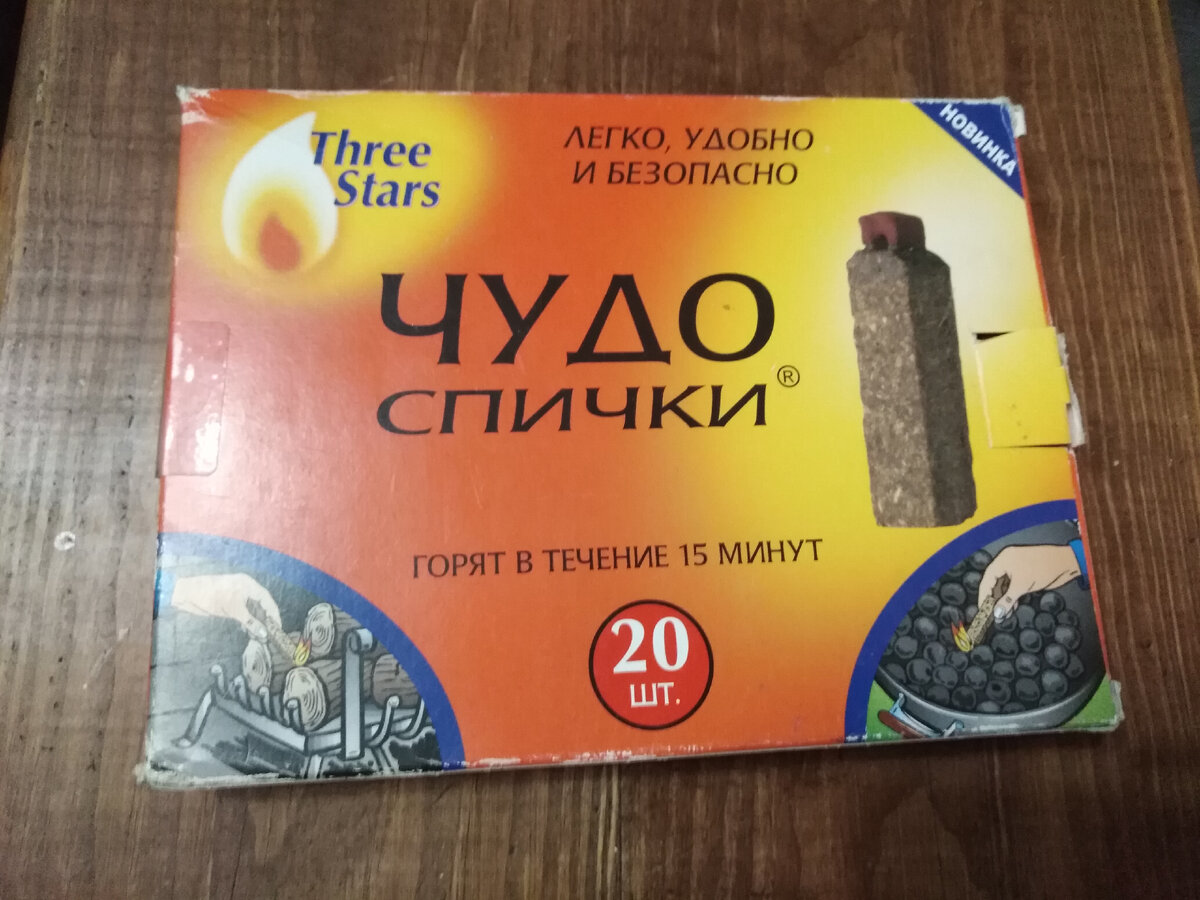 Three
Stars
ЛЕГКО, УДОБНО
И БЕЗОПАСНО
НОВИНКА
ЧУДО
СПИЧКИ®
ГОРЯТ В ТЕЧЕНИЕ 15 МИНУТ
20
ШТ.